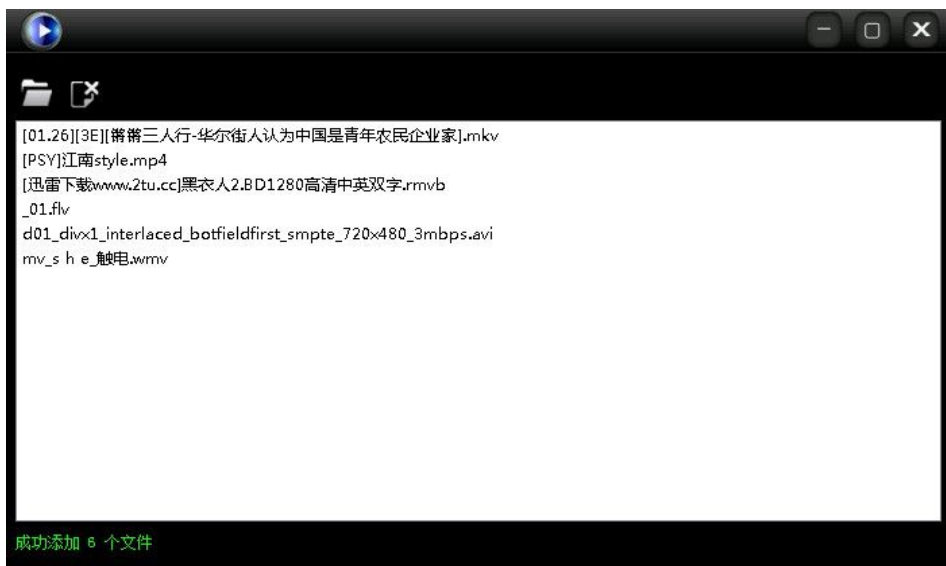 [01.26][3E][锵锵三人行-华尔街人认为中国是青年农民企业家].mkv
[PSY]江南style.mp4
[迅雷下载www.2tu.cc]黑衣人2.BD1280高清中英双字.rmvb
_01.flv
d01_divx1_interlaced_botfieldfirst_smpte_720x480_3mbps.avi
mv_s h e_触电.wmv
成功添加 6 个文件